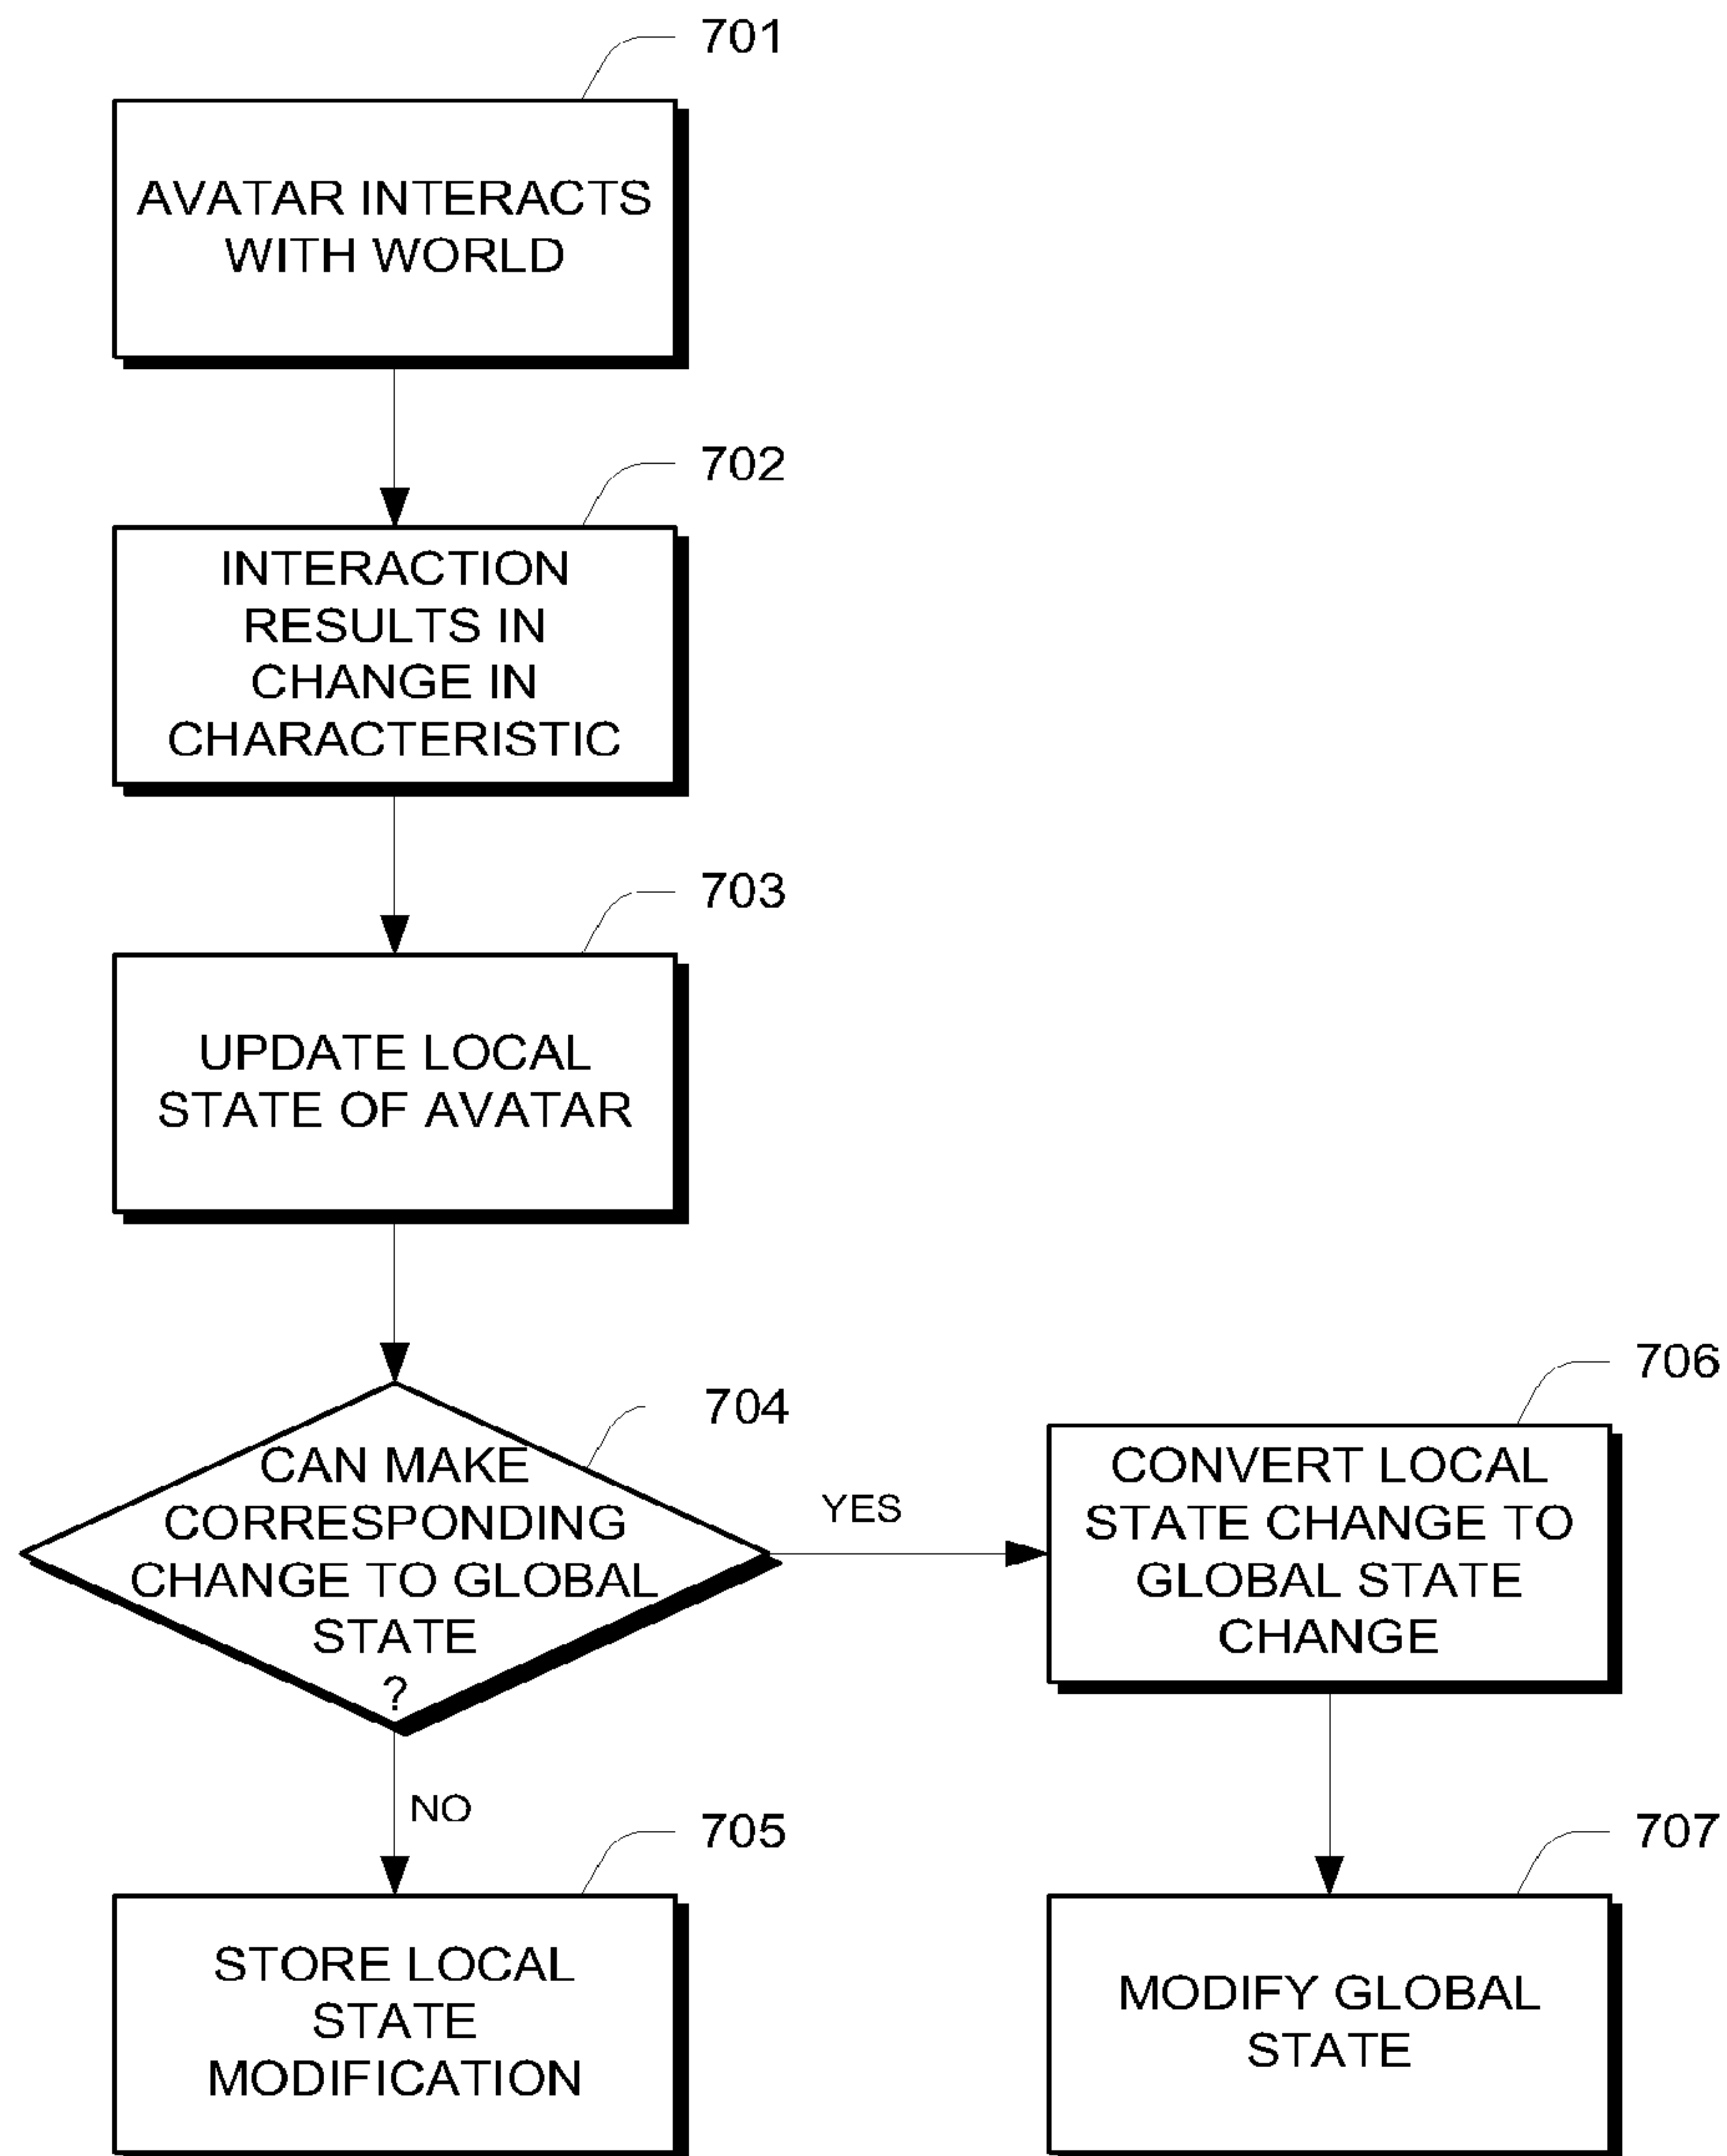 701
AVATAR INTERACTS
WITH WORLD
702
INTERACTION
RESULTS IN
CHANGE IN
CHARACTERISTIC
703
UPDATE LOCAL
STATE OF AVATAR
704
CAN MAKE
CORRESPONDING
CHANGE TO GLOBAL
STATE
?
YES
NO
706
CONVERT LOCAL
STATE CHANGE TO
GLOBAL STATE
CHANGE
705
STORE LOCAL
STATE
MODIFICATION
707
MODIFY GLOBAL
STATE